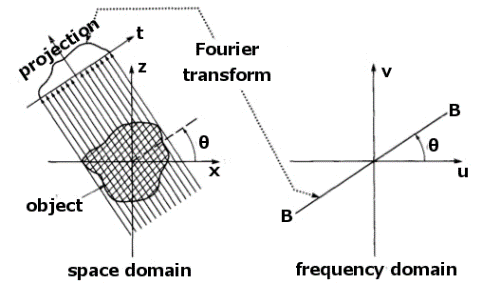 projection
t
z
Fourier
transform
θ
x
object
space domain
v
B
θ
u
B
frequency domain